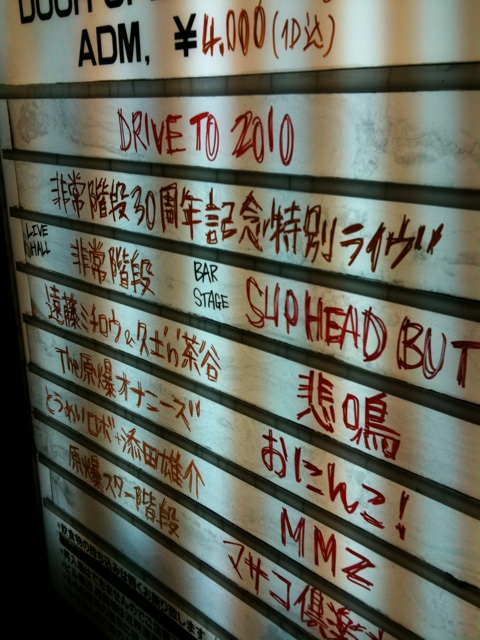 DOOR OPEN
ADM, ¥4,000 (1D込)
DRIVE TO 2010
非常階段30周年記念特別ライヴ!!
LIVE HALL 非常階段
BAR STAGE SUPHEAD BUT
遠藤ミチロウ&久土'n'茶谷
悲鳴
The原爆オナニーズ
おにんこ!
とうめいロボット添田雄介
MMZ
原爆スター階段
マサコ倶楽